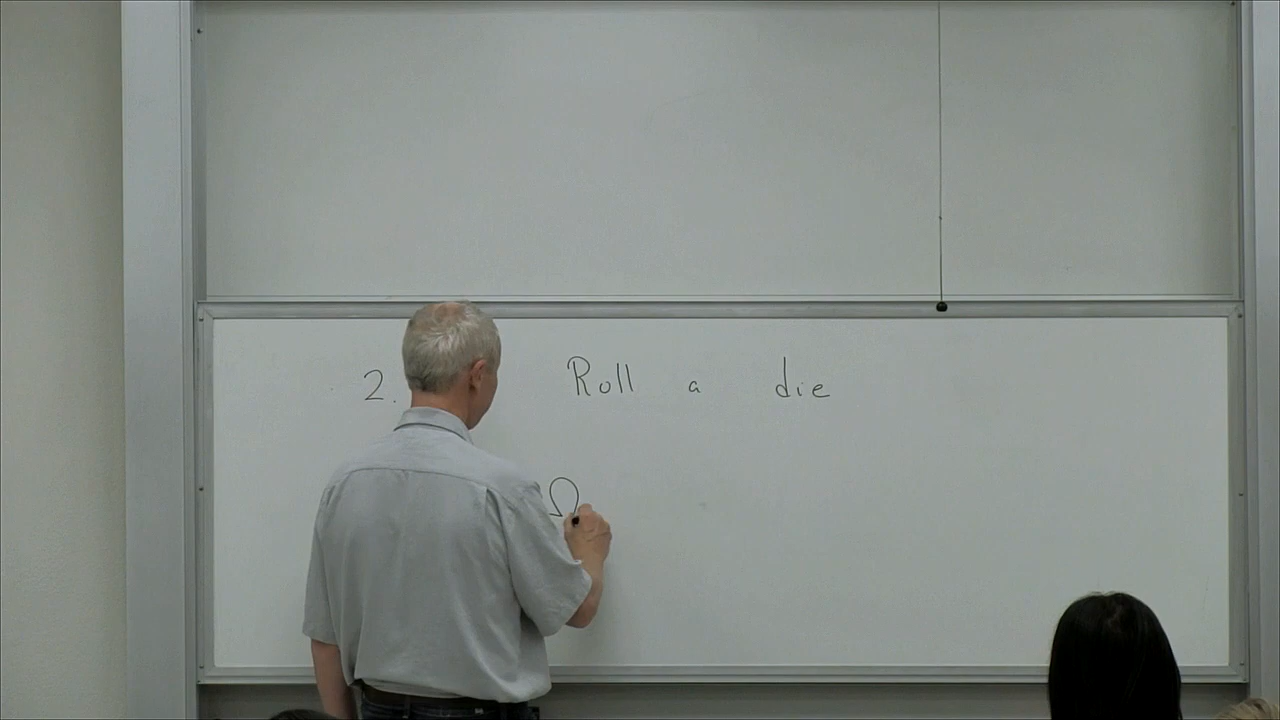 2. Roll a die
Ω